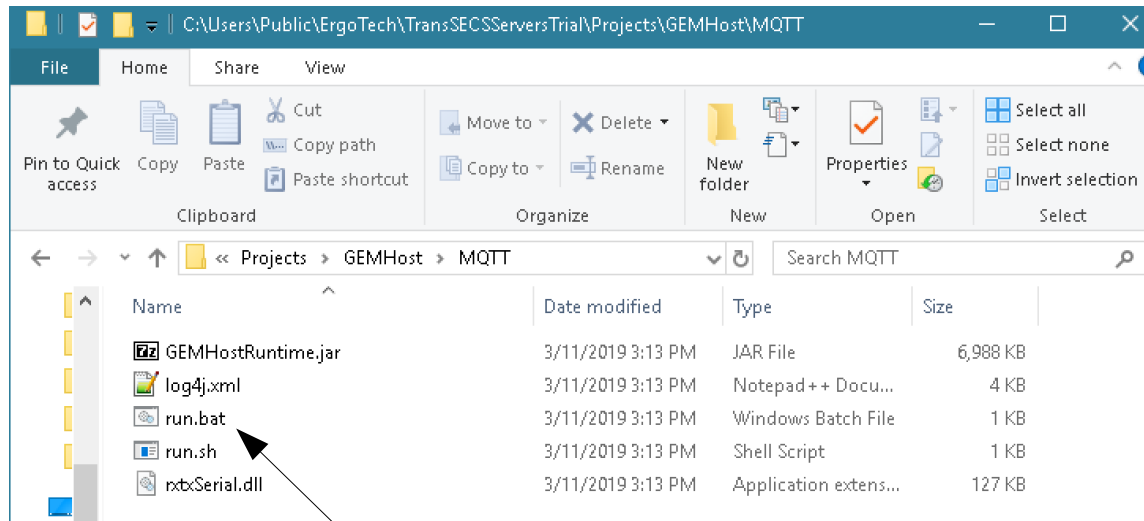 C:\Users\Public\ErgoTech\TransSECSServersTrial\Projects\GEMHost\MQTT
File Home Share View
Pin to Quick access
Copy
Paste
Cut
Copy path
Paste shortcut
Clipboard
Move to
Copy to
Delete
Rename
Organize
New folder
New
Properties
Open
Select all
Select none
Invert selection
Select
« Projects > GEMHost > MQTT
Search MQTT
Name Date modified Type Size
GEMHostRuntime.jar 3/11/2019 3:13 PM JAR File 6,988 KB
log4j.xml 3/11/2019 3:13 PM Notepad++ Docu... 4 KB
run.bat 3/11/2019 3:13 PM Windows Batch File 1 KB
run.sh 3/11/2019 3:13 PM Shell Script 1 KB
rxtxSerial.dll 3/11/2019 3:13 PM Application extens... 127 KB